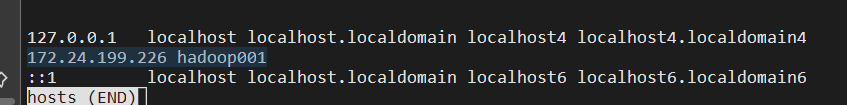 127.0.0.1   localhost localhost.localdomain localhost4 localhost4.localdomain4
172.24.199.226 hadoop001
::1         localhost localhost.localdomain localhost6 localhost6.localdomain6
hosts (END)